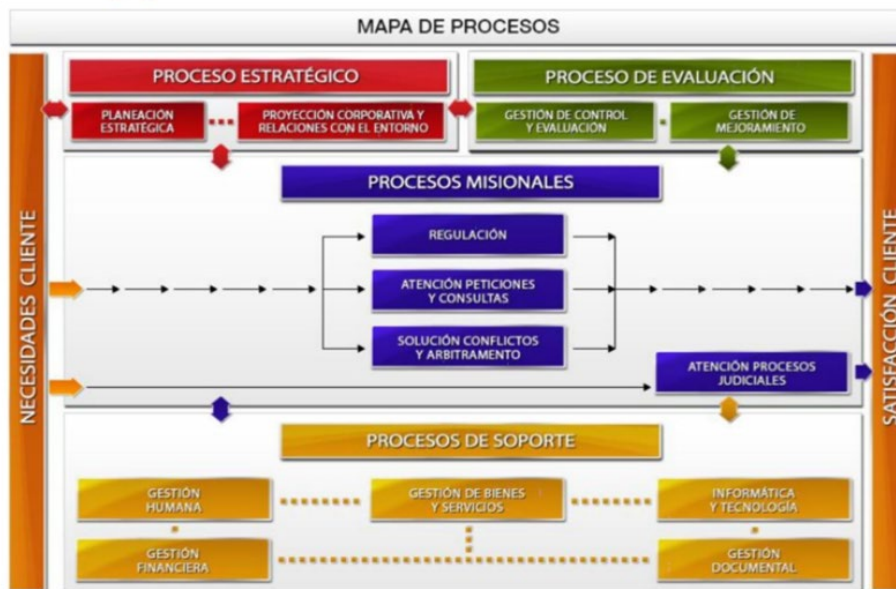 MAPA DE PROCESOS
PROCESO ESTRATÉGICO
PLANEACIÓN
ESTRATÉGICA
PROYECCIÓN CORPORATIVA Y
RELACIONES CON EL ENTORNO
PROCESO DE EVALUACIÓN
GESTIÓN DE CONTROL
Y EVALUACIÓN
GESTIÓN DE
MEJORAMIENTO
NECESIDADES CLIENTE
PROCESOS MISIONALES
REGULACIÓN
ATENCIÓN PETICIONES
Y CONSULTAS
SOLUCIÓN CONFLICTOS
Y ARBITRAMENTO
ATENCIÓN PROCESOS
JUDICIALES
SATISFACCIÓN CLIENTE
PROCESOS DE SOPORTE
GESTIÓN
HUMANA
GESTIÓN DE BIENES
Y SERVICIOS
INFORMÁTICA
Y TECNOLOGÍA
GESTIÓN
FINANCIERA
GESTIÓN
DOCUMENTAL